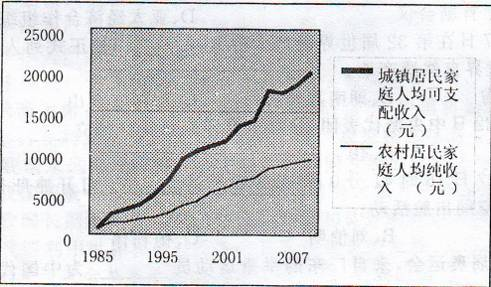 25000
20000
15000
10000
5000
0
1985 1995 2001 2007
城镇居民家
庭人均可支
配收入
(元)
农村居民家
庭人均纯收
入 (元)